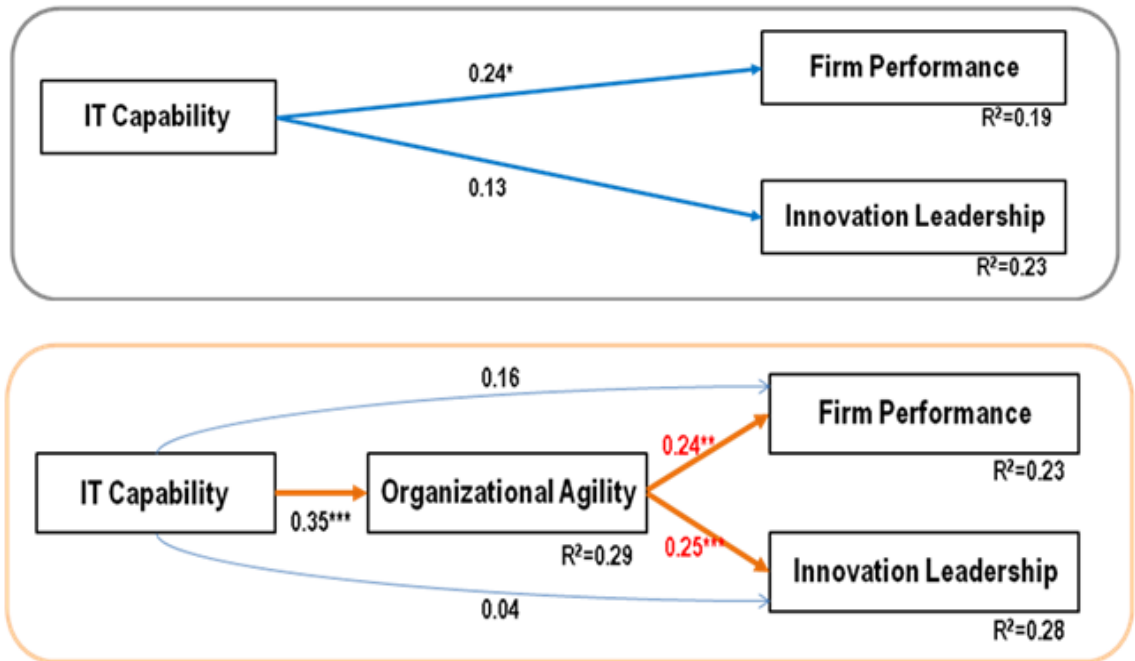 0.24*
Firm Performance
IT Capability
R²=0.19
0.13
Innovation Leadership
R²=0.23
0.16
Firm Performance
0.24**
R²=0.23
IT Capability
Organizational Agility
0.35***
R²=0.29
0.25***
Innovation Leadership
0.04
R²=0.28